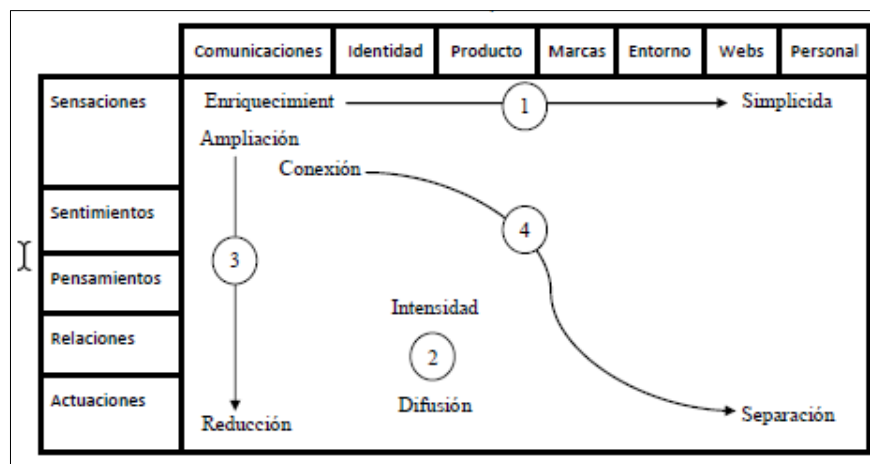 Comunicaciones Identidad Producto Marcas Entorno Webs Personal
Sensaciones
Enriquecimient 1 Simplicida
Ampliación
Conexión
Sentimientos
4
3
Pensamientos
Intensidad
Relaciones
2
Actuaciones
Difusión
Separación
Reducción